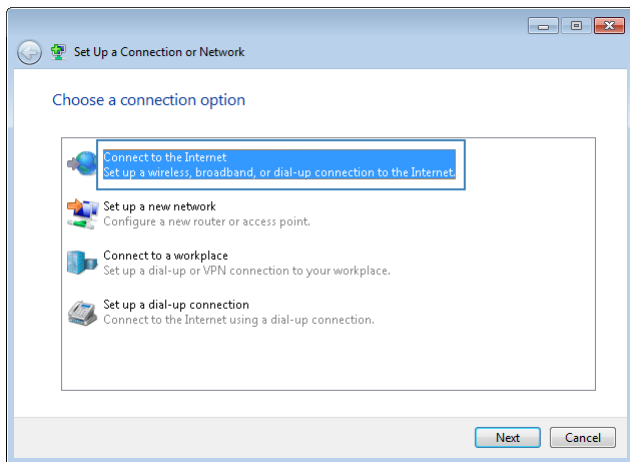 Set Up a Connection or Network
Choose a connection option
Connect to the Internet
Set up a wireless, broadband, or dial-up connection to the Internet.
Set up a new network
Configure a new router or access point.
Connect to a workplace
Set up a dial-up or VPN connection to your workplace.
Set up a dial-up connection
Connect to the Internet using a dial-up connection.
Next Cancel